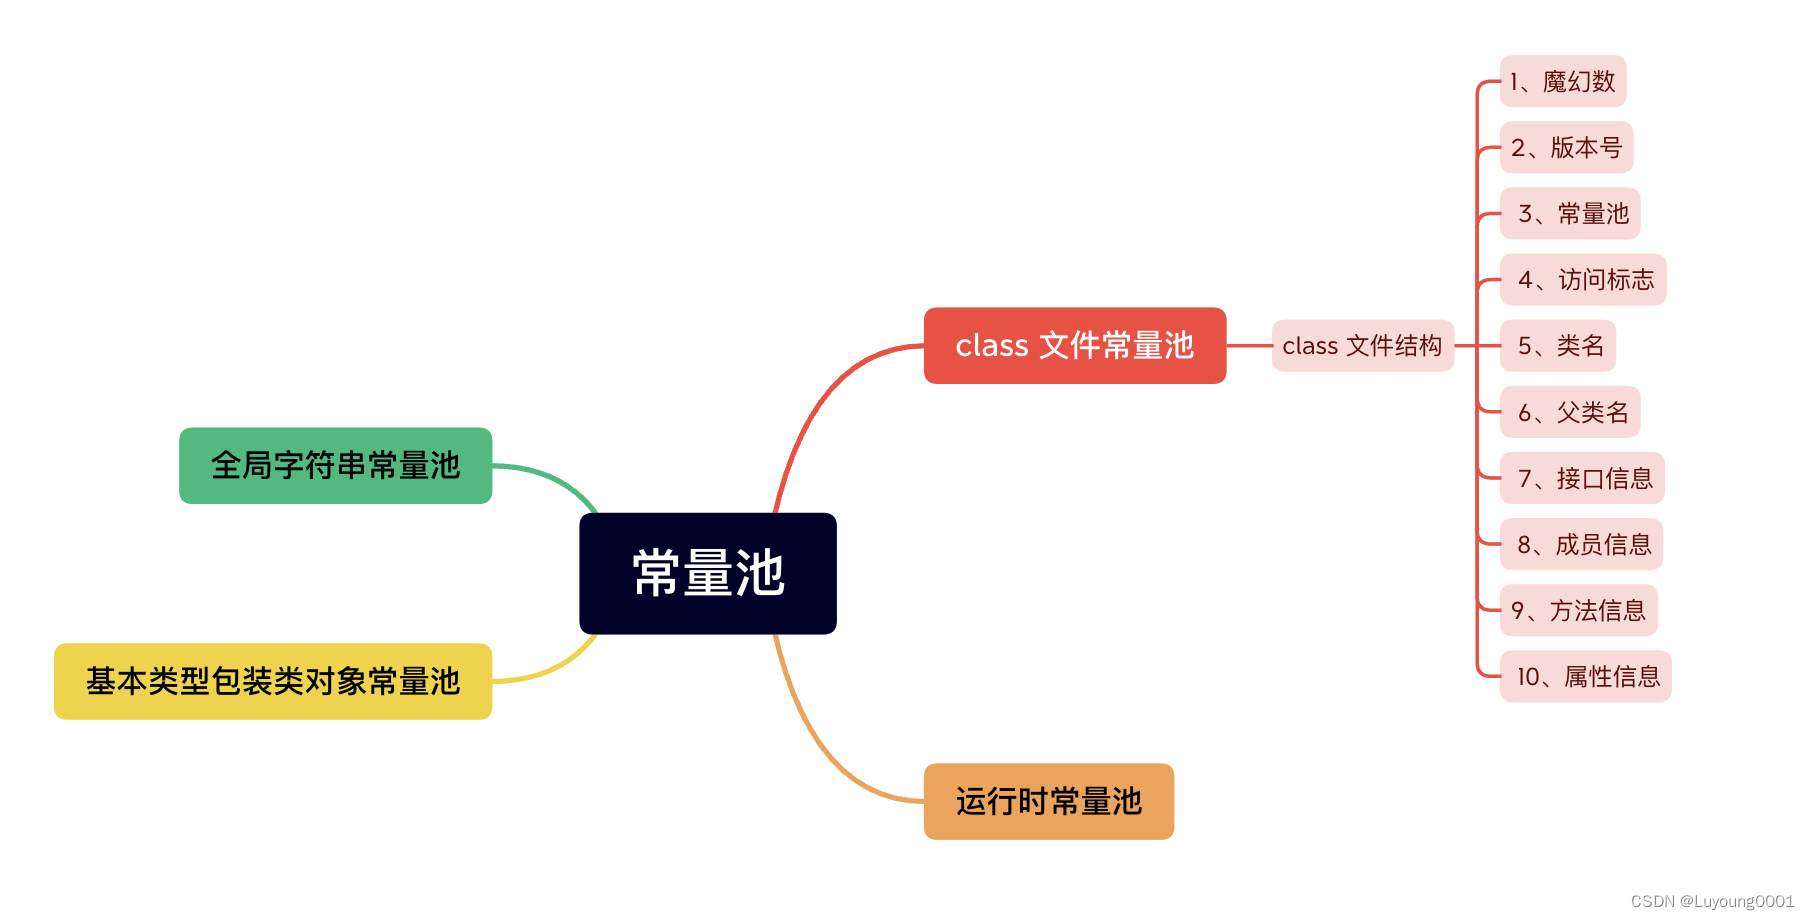 常量池
class 文件常量池
class 文件结构
1、魔幻数
2、版本号
3、常量池
4、访问标志
5、类名
6、父类名
7、接口信息
8、成员信息
9、方法信息
10、属性信息
运行时常量池
全局字符串常量池
基本类型包装类对象常量池
CSDN @Luyoung0001